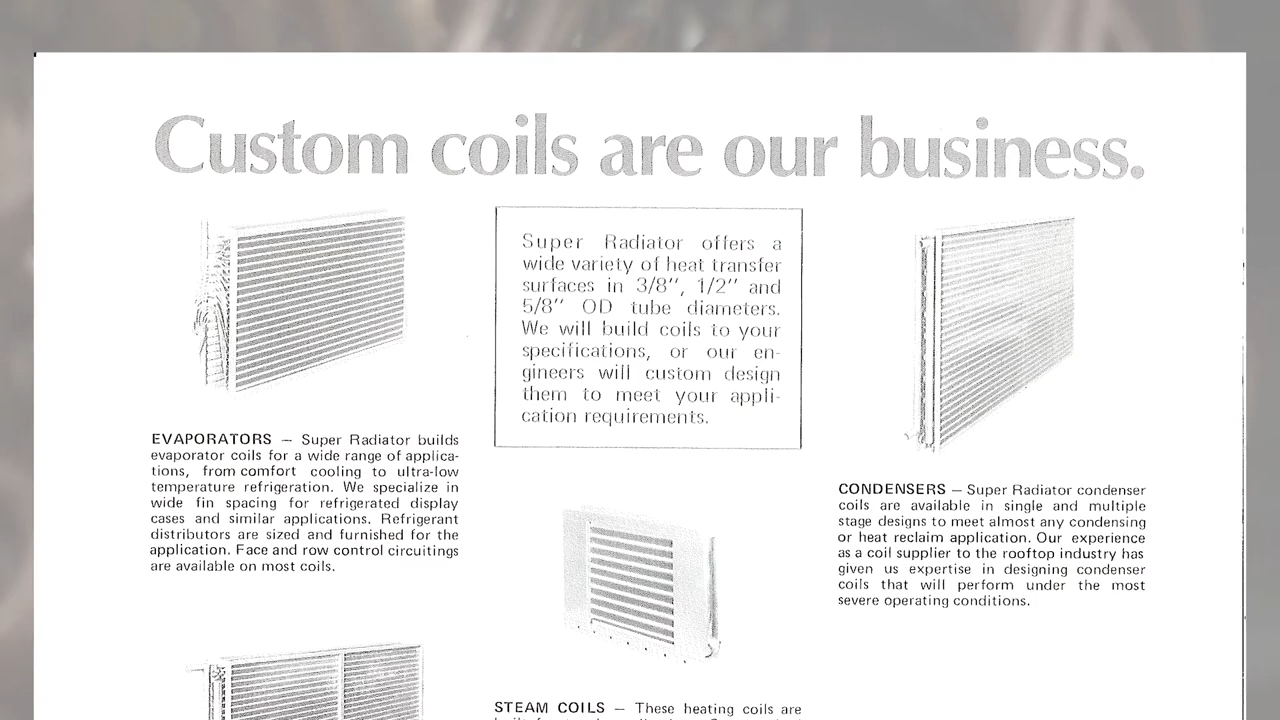 Custom coils are our business.
Super Radiator offers a
wide variety of heat transfer
surfaces in 3/8", 1/2" and
5/8" OD tube diameters.
We will build coils to your
specifications, or our en-
gineers will custom design
them to meet your appli-
cation requirements.
EVAPORATORS — Super Radiator builds
evaporator coils for a wide range of applica-
tions, from comfort cooling to ultra-low
temperature refrigeration. We specialize in
wide fin spacing for refrigerated display
cases and similar applications. Refrigerant
distributors are sized and furnished for the
application. Face and row control circuitings
are available on most coils.
CONDENSERS — Super Radiator condenser
coils are available in single and multiple
stage designs to meet almost any condensing
or heat reclaim application. Our experience
as a coil supplier to the rooftop industry has
given us expertise in designing condenser
coils that will perform under the most
severe operating conditions.
STEAM COILS — These heating coils are